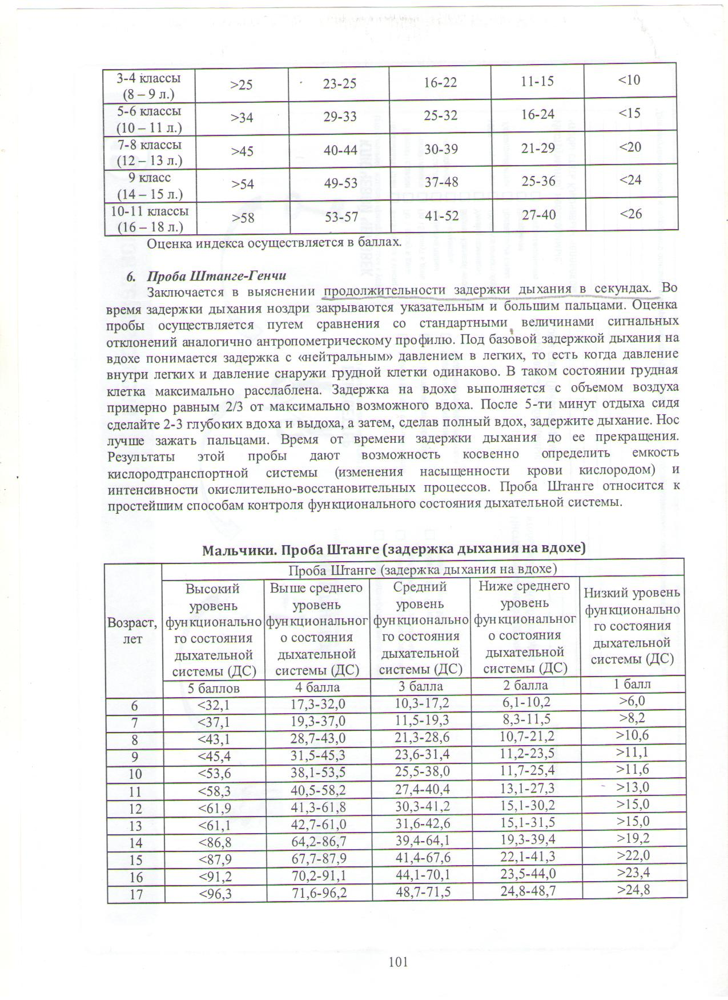 3-4 классы (8 – 9 л.) >25 23-25 16-22 11-15 <10
5-6 классы (10 – 11 л.) >34 29-33 25-32 16-24 <15
7-8 классы (12 – 13 л.) >45 40-44 30-39 21-29 <20
9 класс (14 – 15 л.) >54 49-53 37-48 25-36 <24
10-11 классы (16 – 18 л.) >58 53-57 41-52 27-40 <26
Оценка индекса осуществляется в баллах.
6. Проба Штанге-Генчи
Заключается в выяснении продолжительности задержки дыхания в секундах. Во
время задержки дыхания ноздри закрываются указательным и большим пальцами. Оценка
пробы осуществляется путем сравнения со стандартными величинами сигнальных
отклонений аналогично антропометрическому профилю. Под базовой задержкой дыхания на
вдохе понимается задержка с «нейтральным» давлением в легких, то есть когда давление
внутри легких и давление снаружи грудной клетки одинаково. В таком состоянии грудная
клетка максимально расслаблена. Задержка на вдохе выполняется с объемом воздуха
примерно равным 2/3 от максимально возможного вдоха. После 5-ти минут отдыха сидя
сделайте 2-3 глубоких вдоха и выдоха, а затем, сделав полный вдох, задержите дыхание. Нос
лучше зажать пальцами. Время от времени задержки дыхания до ее прекращения.
Результаты этой пробы дают возможность косвенно определить емкость
кислородтранспортной системы (изменения насыщенности крови кислородом) и
интенсивности окислительно-восстановительных процессов. Проба Штанге относится к
простейшим способам контроля функционального состояния дыхательной системы.
Мальчики. Проба Штанге (задержка дыхания на вдохе)
Возраст, лет
Проба Штанге (задержка дыхания на вдохе)
Высокий уровень функционально го состояния дыхательной системы (ДС)
Выше среднего уровень функциональног о состояния дыхательной системы (ДС)
Средний уровень функционально го состояния дыхательной системы (ДС)
Ниже среднего уровень функциональног о состояния дыхательной системы (ДС)
Низкий уровень функционально го состояния дыхательной системы (ДС)
5 баллов 4 балла 3 балла 2 балла 1 балл
6 <32,1 17,3-32,0 10,3-17,2 6,1-10,2 >6,0
7 <37,1 19,3-37,0 11,5-19,3 8,3-11,5 >8,2
8 <43,1 28,7-43,0 21,3-28,6 10,7-21,2 >10,6
9 <45,4 31,5-45,3 23,6-31,4 11,2-23,5 >11,1
10 <53,6 38,1-53,5 25,5-38,0 11,7-25,4 >11,6
11 <58,3 40,5-58,2 27,4-40,4 13,1-27,3 >13,0
12 <61,9 41,3-61,8 30,3-41,2 15,1-30,2 >15,0
13 <61,1 42,7-61,0 31,6-42,6 15,1-31,5 >15,0
14 <86,8 64,2-86,7 39,4-64,1 19,3-39,4 >19,2
15 <87,9 67,7-87,9 41,4-67,6 22,1-41,3 >22,0
16 <91,2 70,2-91,1 44,1-70,1 23,5-44,0 >23,4
17 <96,3 71,6-96,2 48,7-71,5 24,8-48,7 >24,8
101